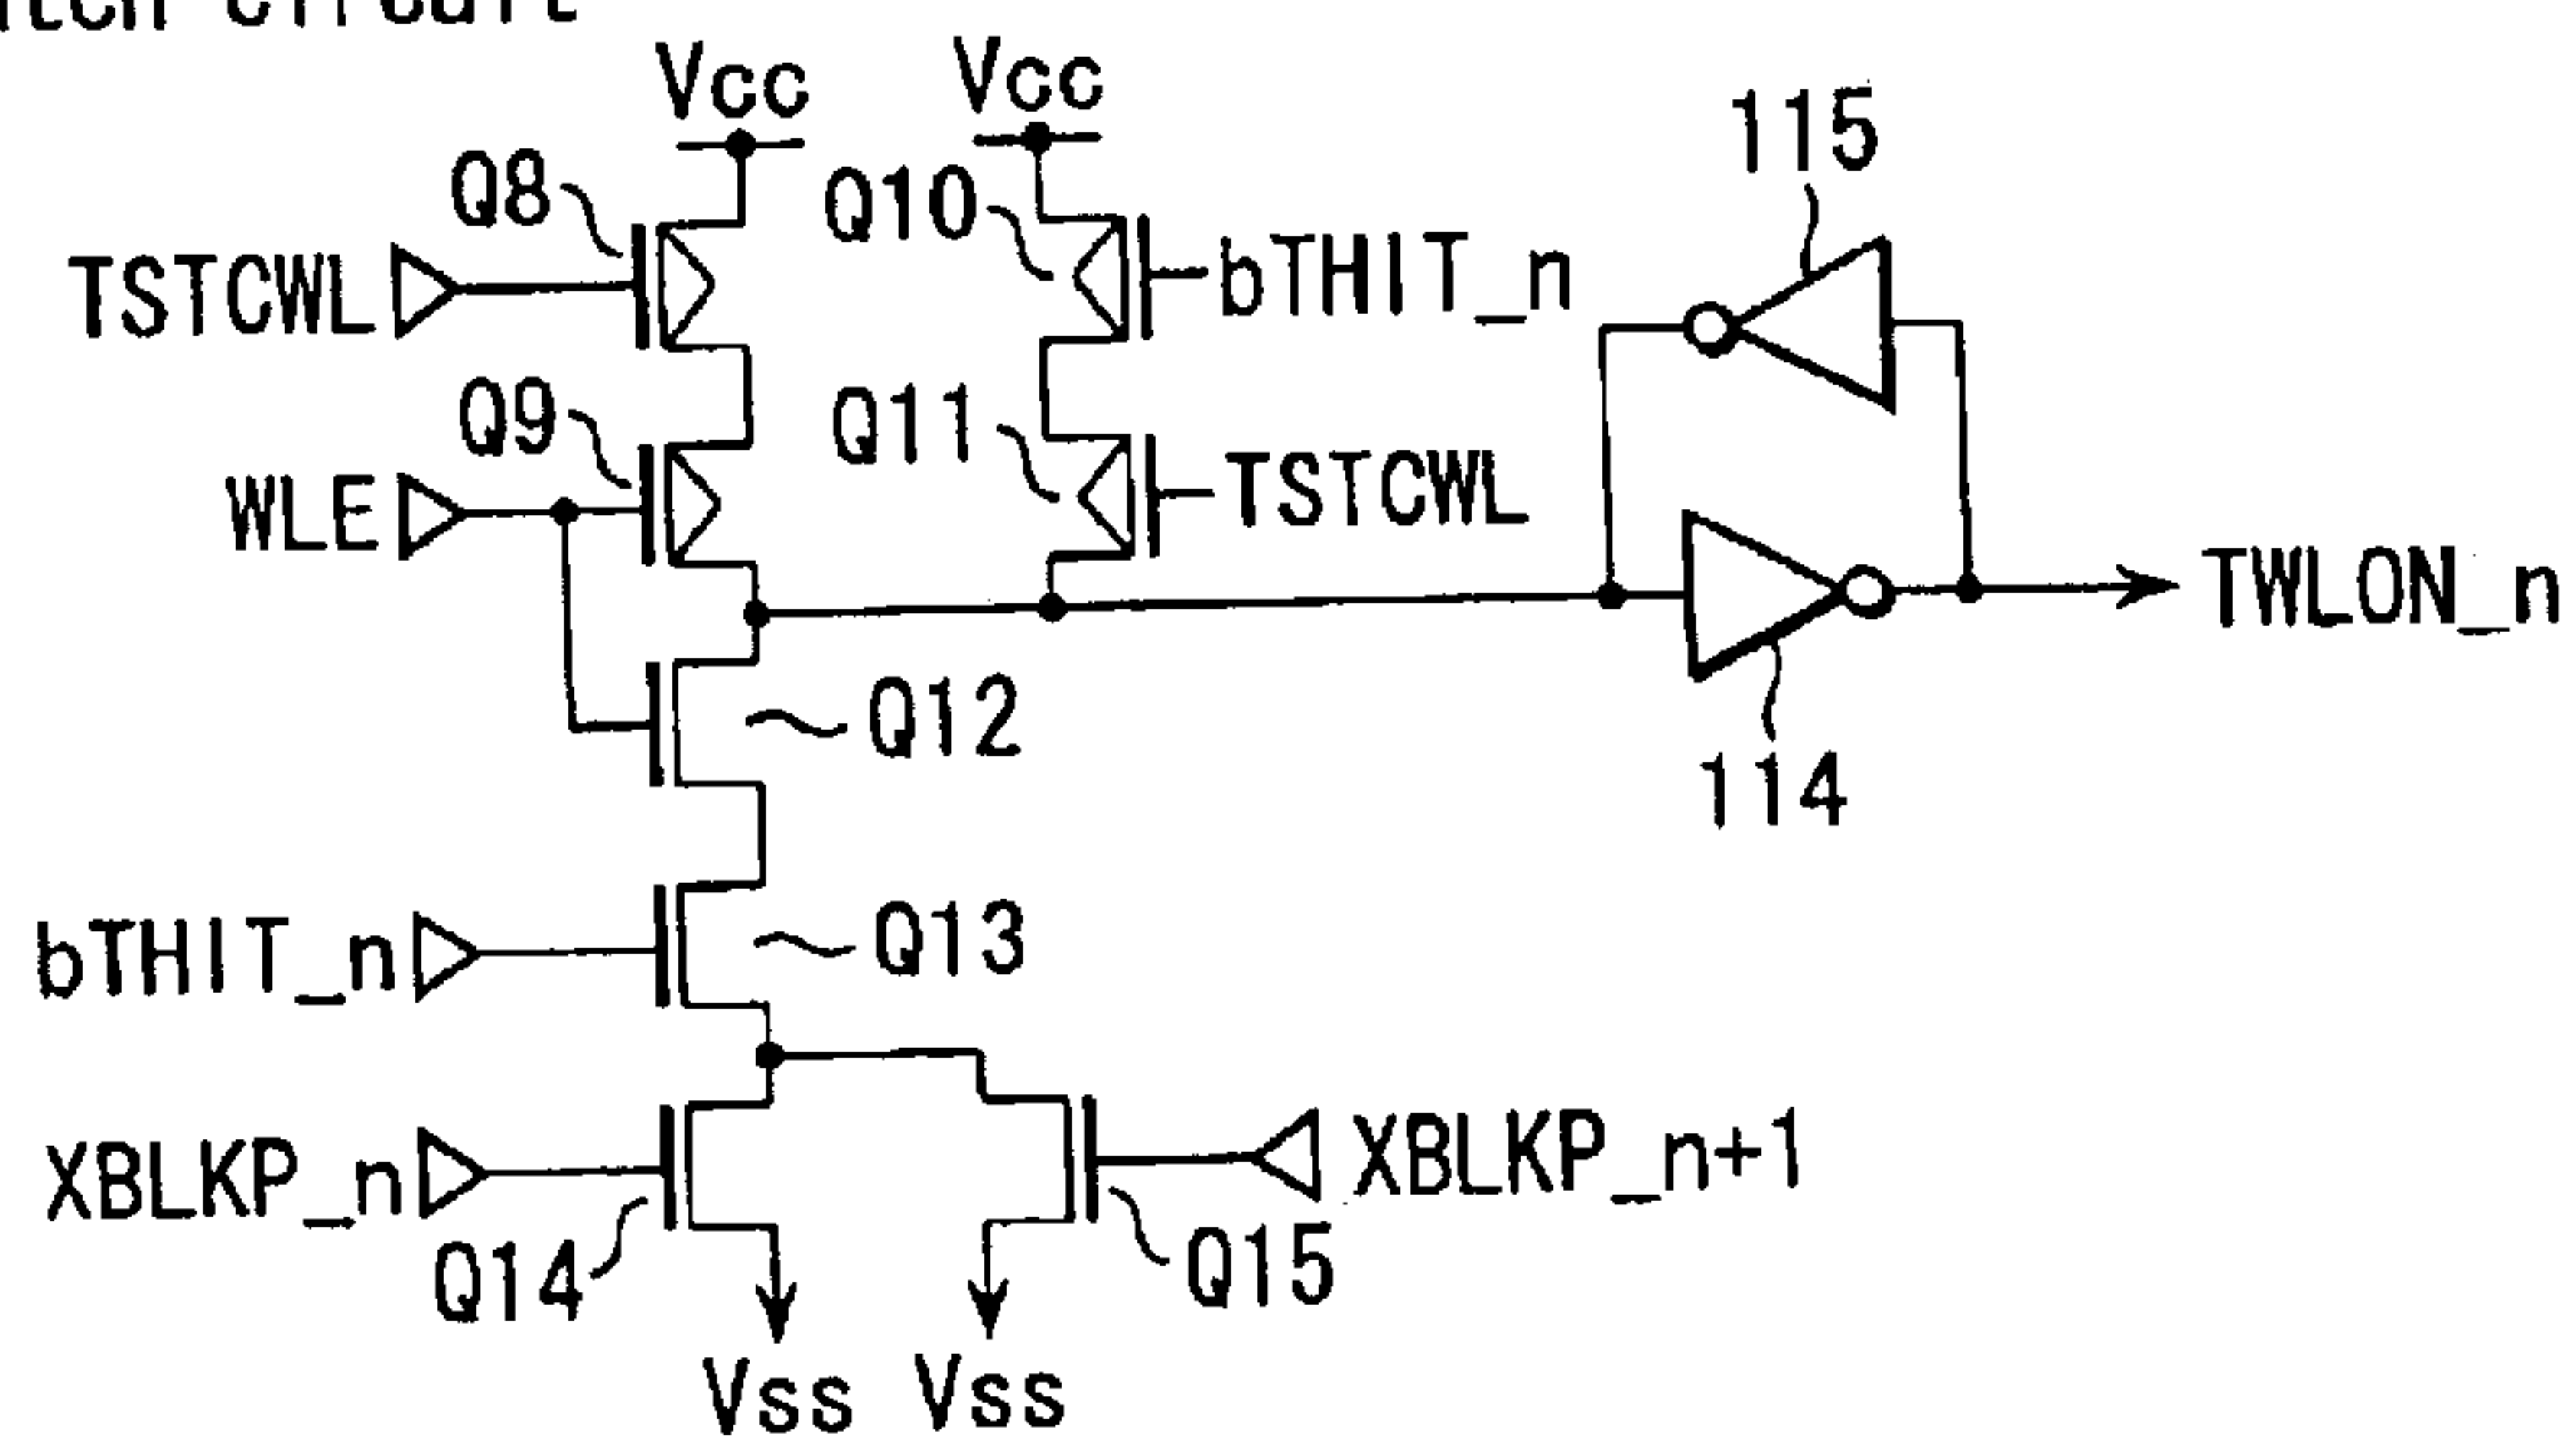 Vcc
Vcc
115
Q8
Q10
TSTCWL
bTHIT_n
Q9
Q11
WLE
TSTCWL
TWLON_n
Q12
114
Q13
bTHIT_n
XBLKP_n
XBLKP_n+1
Q14
Q15
Vss
Vss